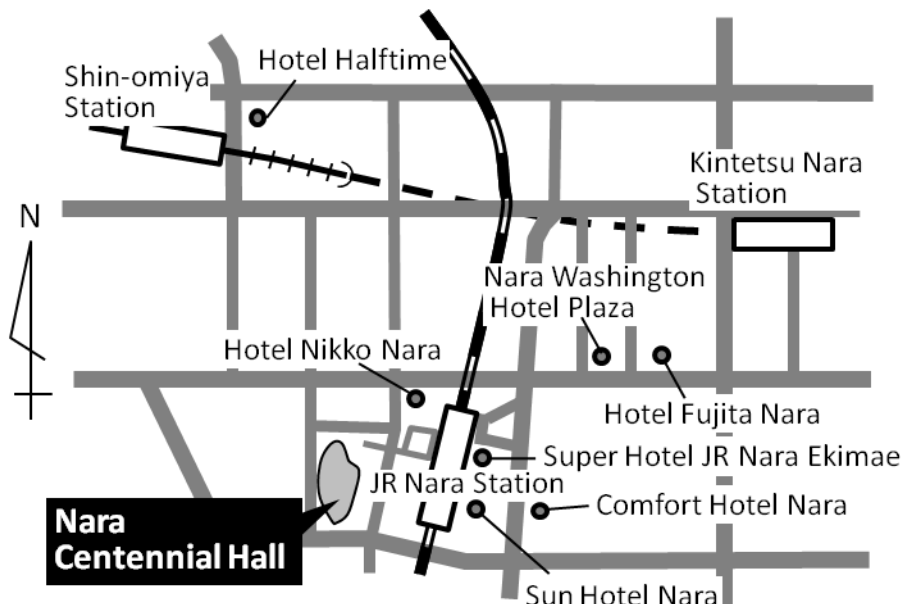 Hotel Halftime
Shin-omiya
Station
Kintetsu Nara
Station
N
Nara Washington
Hotel Plaza
Hotel Nikko Nara
Hotel Fujita Nara
Super Hotel JR Nara Ekimae
JR Nara Station
Comfort Hotel Nara
Nara
Centennial Hall
Sun Hotel Nara